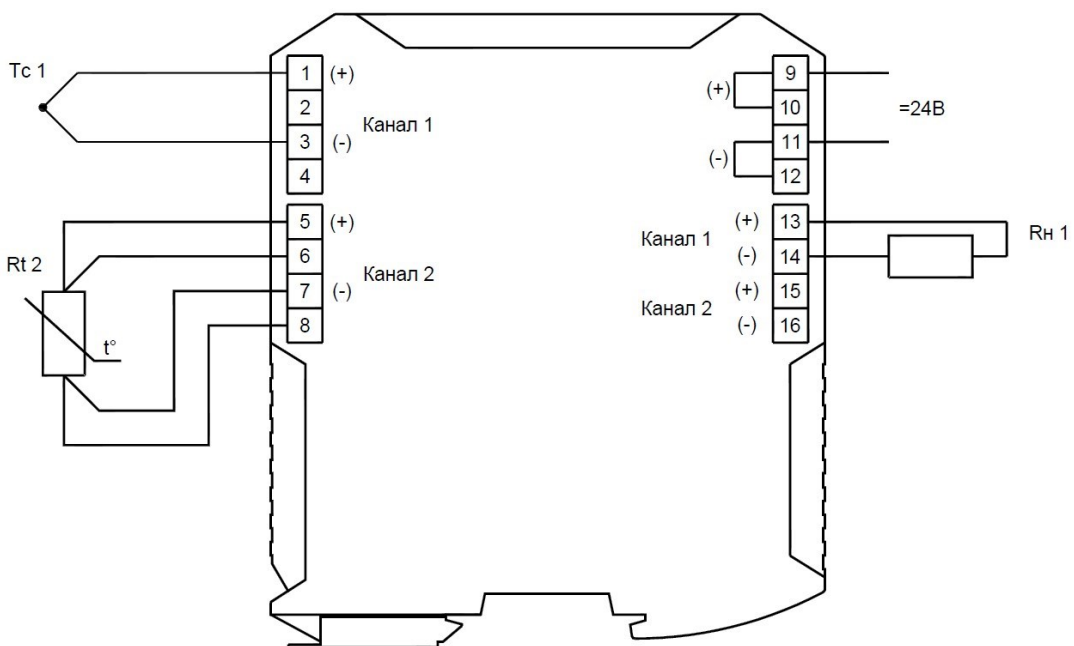 Тс 1
1 (+)
2
3 (-)
4
Канал 1
5 (+)
6
7 (-)
8
Канал 2
Rt 2
t°
(+) 9
10
(-) 11
12
=24В
Канал 1
(+) 13
(-) 14
Канал 2
(+) 15
(-) 16
Rн 1